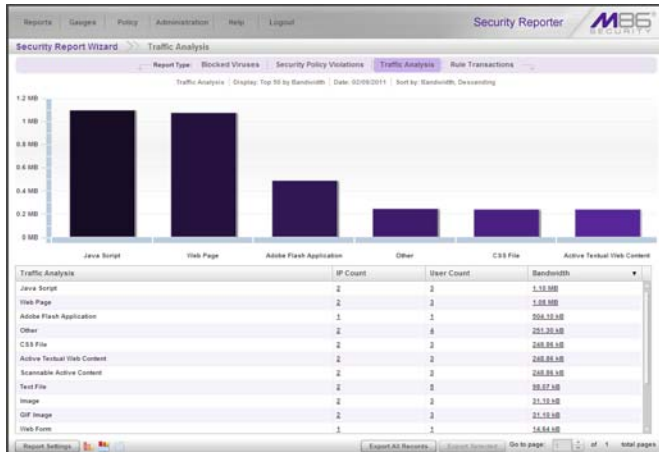 Reports Gauges Policy Administration Help Logout Security Reporter M86 SECURITY
Security Report Wizard Traffic Analysis
Report Type: Blocked Viruses Security Policy Violations Traffic Analysis Rule Transactions
Traffic Analysis Display: Top 50 by Bandwidth Date: 02/09/2011 Sort by: Bandwidth, Descending
1.2 MB
1 MB
0.8 MB
0.6 MB
0.4 MB
0.2 MB
0 MB
Java Script Web Page Adobe Flash Application Other CSS File Active Textual Web Content
Traffic Analysis IP Count User Count Bandwidth
Java Script 2 3 1.10 MB
Web Page 2 3 1.08 MB
Adobe Flash Application 1 1 504.10 kB
Other 2 4 251.30 kB
CSS File 2 3 248.86 kB
Active Textual Web Content 2 3 248.86 kB
Scannable Active Content 2 3 248.86 kB
Text File 2 5 98.07 kB
Image 2 3 31.10 kB
GIF Image 2 3 31.10 kB
Web Form 1 1 14.64 kB
Report Settings Export All Records Export Selected Go to page: 1 of 1 total pages